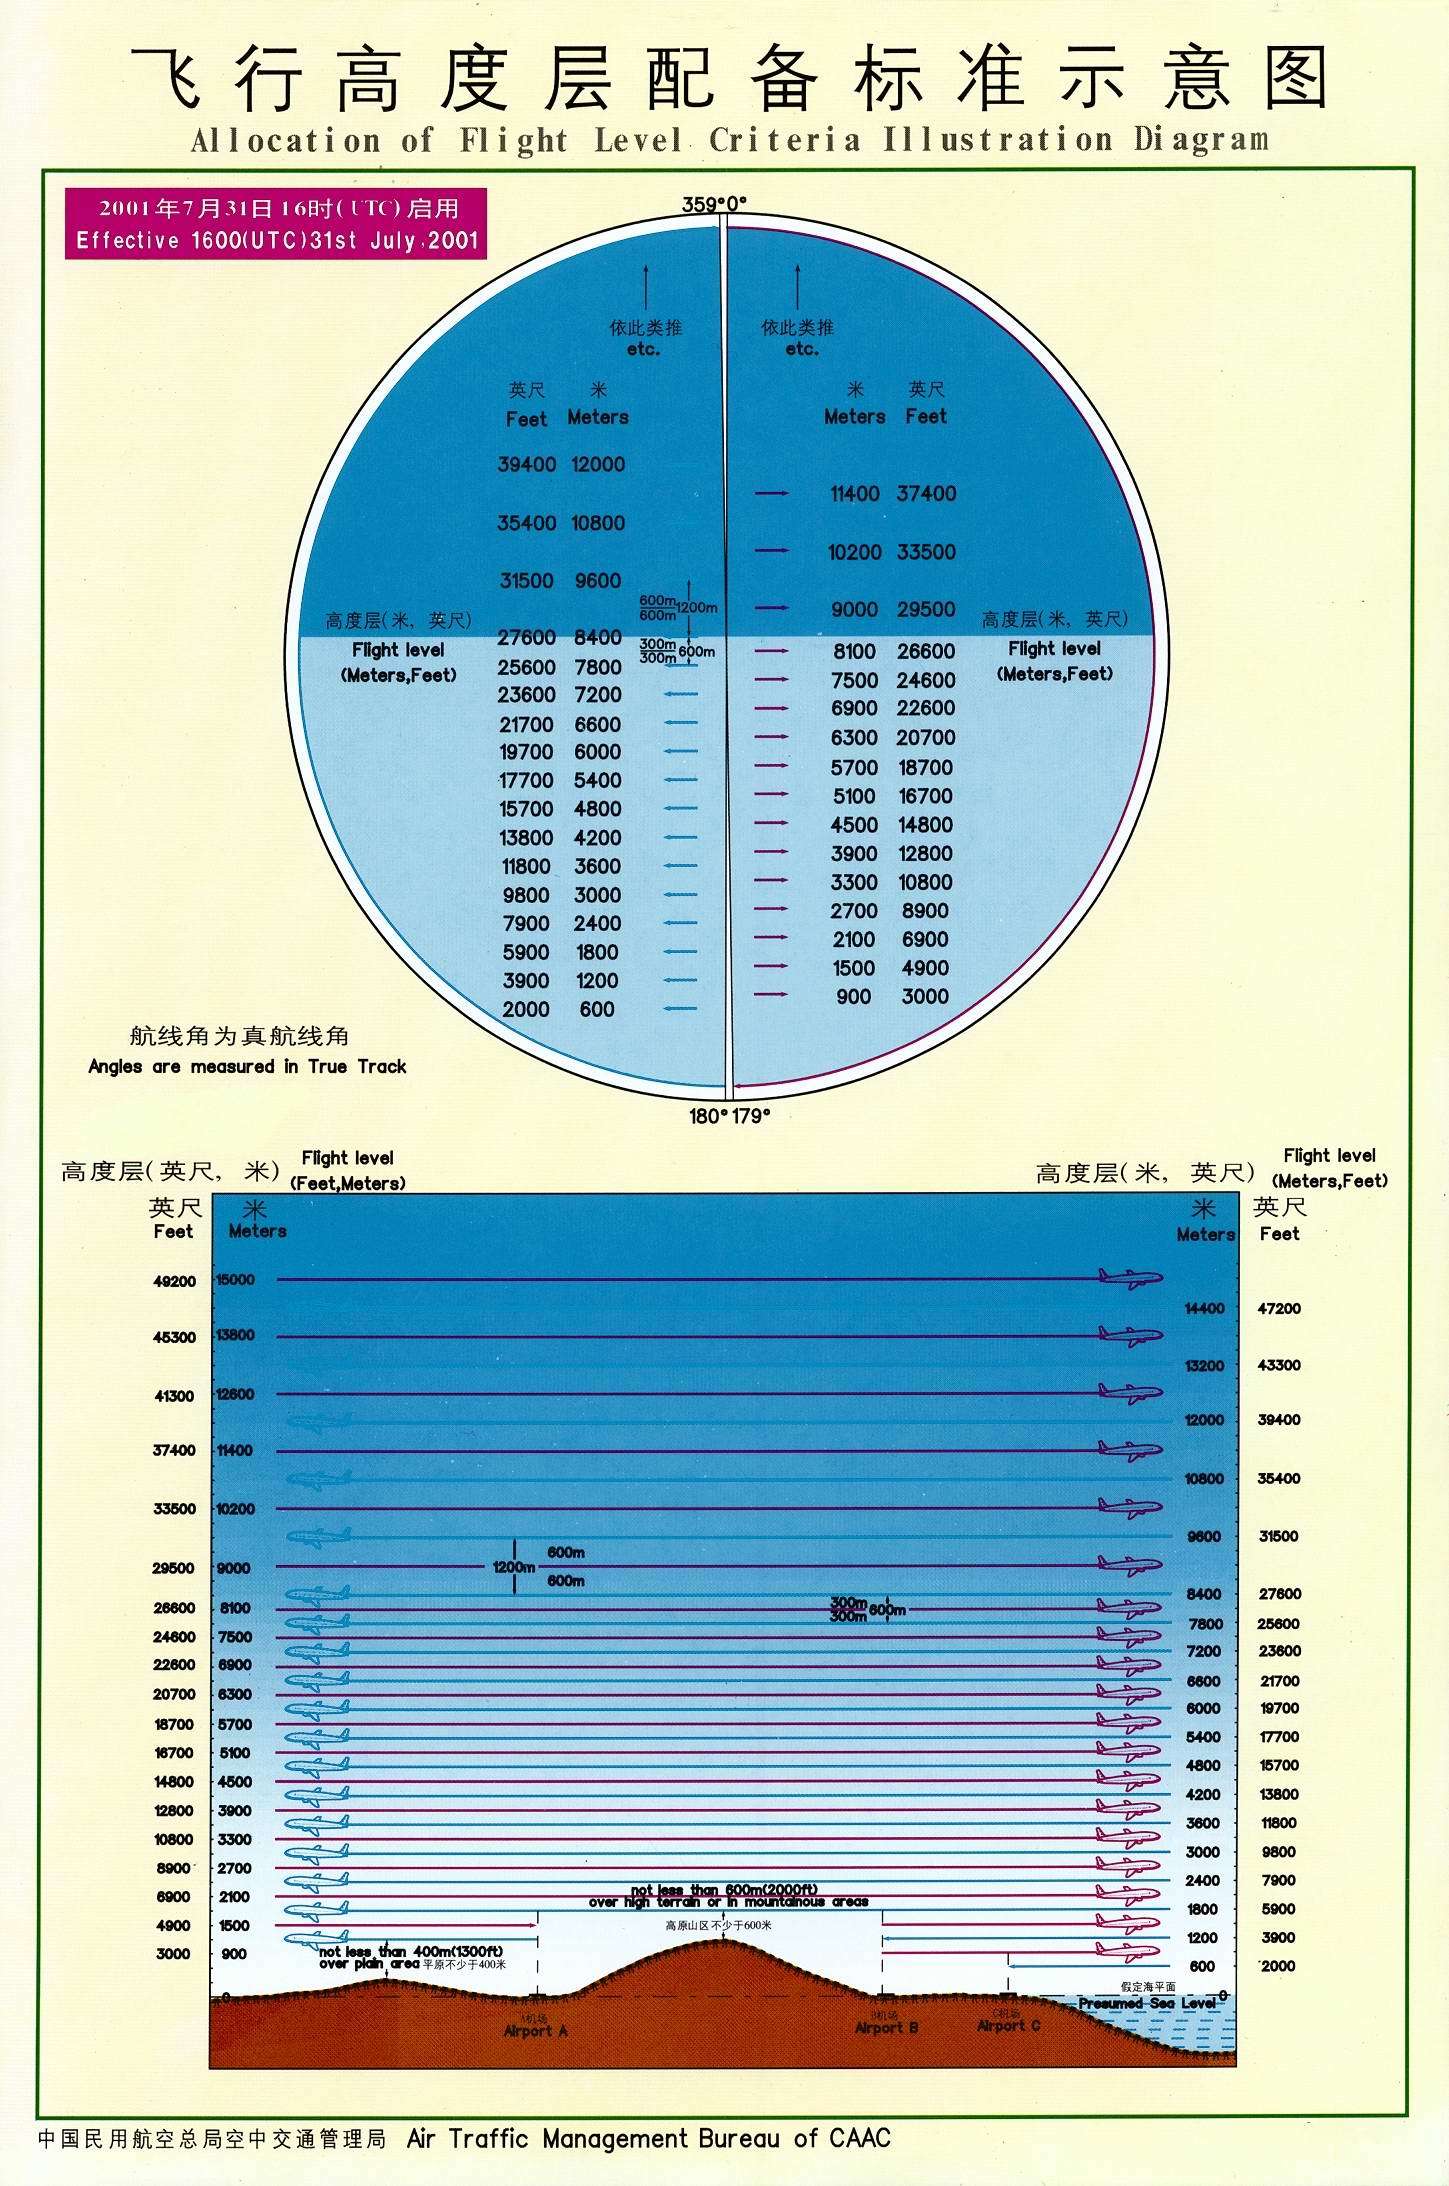 飞行高度层配备标准示意图
Allocation of Flight Level Criteria Illustration Diagram
2001年7月31日16时(UTC)启用
Effective 1600(UTC)31st July,2001
359°0°
依此类推 依此类推
etc. etc.
英尺 米 米 英尺
Feet Meters Meters Feet
39400 12000
11400 37400
35400 10800
10200 33500
31500 9600
600m
600m 1200m
9000 29500
高度层(米, 英尺) 高度层(米, 英尺)
27600 8400
Flight level 300m Flight level
300m 600m
8100 26600
(Meters,Feet) 25600 7800 (Meters,Feet)
7500 24600
23600 7200
6900 22600
21700 6600
6300 20700
19700 6000
5700 18700
17700 5400
5100 16700
15700 4800
4500 14800
13800 4200
3900 12800
11800 3600
3300 10800
9800 3000
2700 8900
7900 2400
2100 6900
5900 1800
1500 4900
3900 1200
900 3000
2000 600
航线角为真航线角
Angles are measured in True Track
180°179°
高度层(英尺, 米) Flight level
(Feet,Meters)
高度层(米, 英尺) Flight level
(Meters,Feet)
英尺 米 米 英尺
Feet Meters Meters Feet
49200 15000
14400 47200
45300 13800
13200 43300
41300 12600
12000 39400
37400 11400
10800 35400
33500 10200
9600 31500
600m
29500 9000 1200m
600m
8400 27600
300m
26600 8100 600m
300m
7800 25600
24600 7500
7200 23600
22600 6900
6600 21700
20700 6300
6000 19700
18700 5700
5400 17700
16700 5100
4800 15700
14800 4500
4200 13800
12800 3900
3600 11800
10800 3300
3000 9800
8900 2700
2400 7900
not less than 600m(2000ft)
6900 2100
over high terrain or in mountainous areas
1800 5900
4900 1500 高原山区不少于600米
1200 3900
not less than 400m(1300ft)
3000 900
over plain area 平原不少于400米
600 2000
假定海平面
0 0
Presumed Sea Level
A机场 B机场 C机场
Airport A Airport B Airport C
中国民用航空总局空中交通管理局 Air Traffic Management Bureau of CAAC